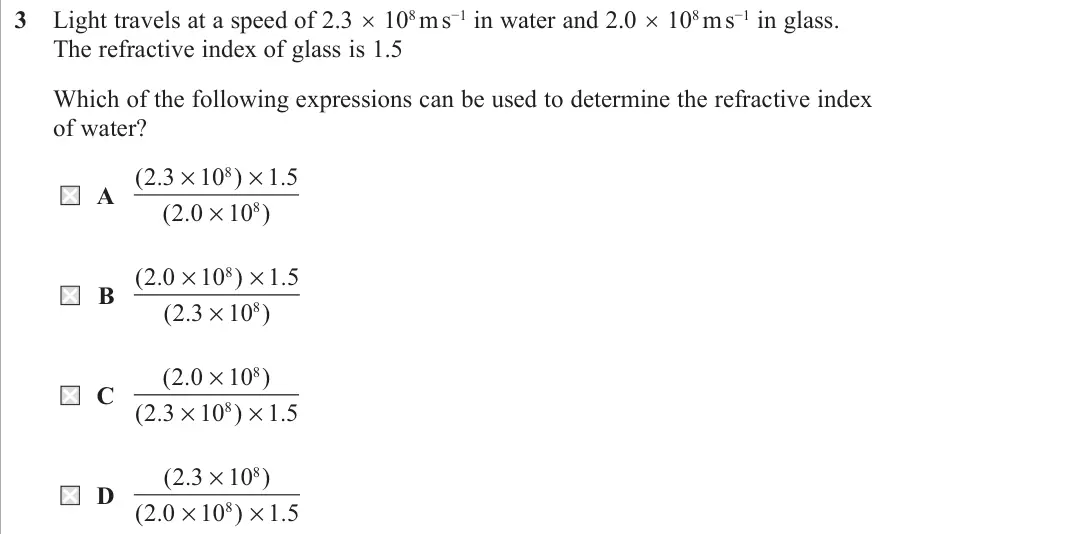 3 Light travels at a speed of 2.3 × 10⁸ m s⁻¹ in water and 2.0 × 10⁸ m s⁻¹ in glass.
The refractive index of glass is 1.5
Which of the following expressions can be used to determine the refractive index
of water?
A (2.3 × 10⁸) × 1.5 / (2.0 × 10⁸)
B (2.0 × 10⁸) × 1.5 / (2.3 × 10⁸)
C (2.0 × 10⁸) / (2.3 × 10⁸) × 1.5
D (2.3 × 10⁸) / (2.0 × 10⁸) × 1.5